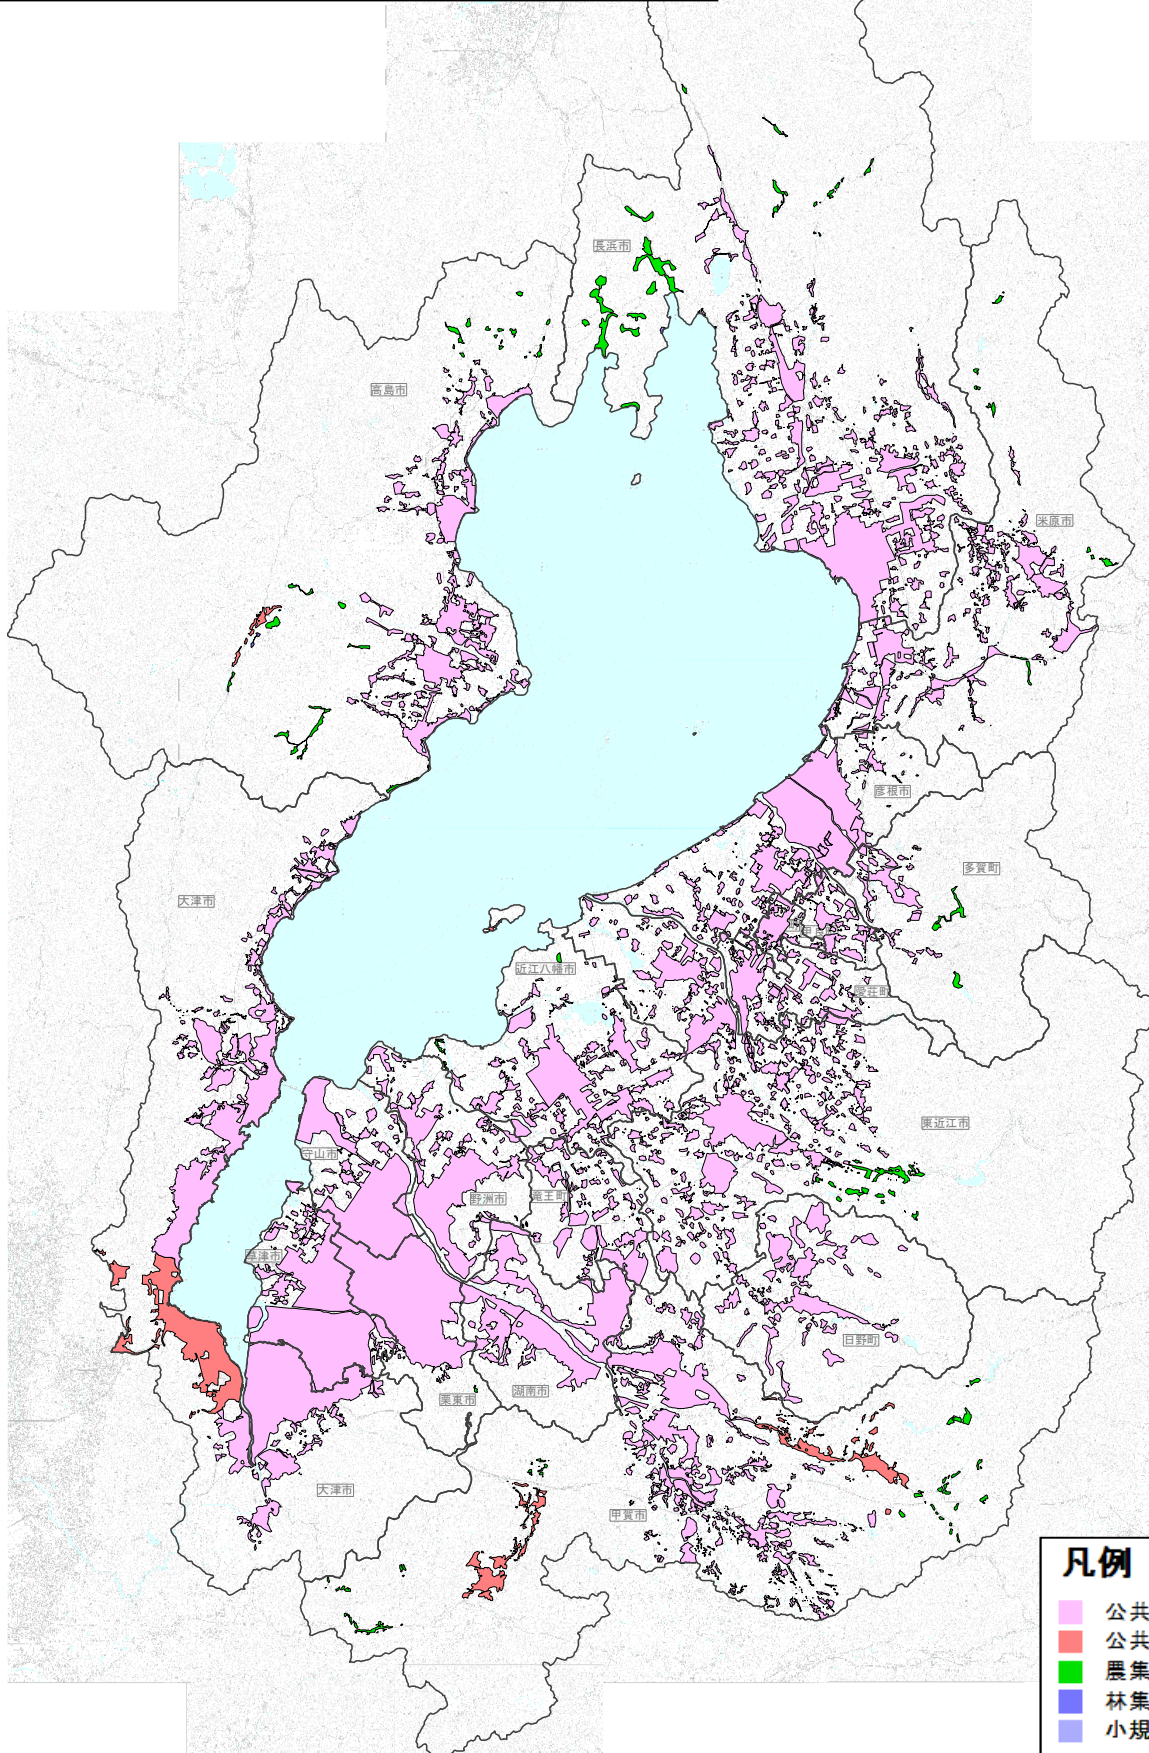 長浜市
高島市
米原市
彦根市
多賀町
大津市
近江八幡市
愛荘町
東近江市
守山市
野洲市
竜王町
草津市
日野町
湖南市
栗東市
大津市
甲賀市
凡例
公共
公共
農集
林集
小規